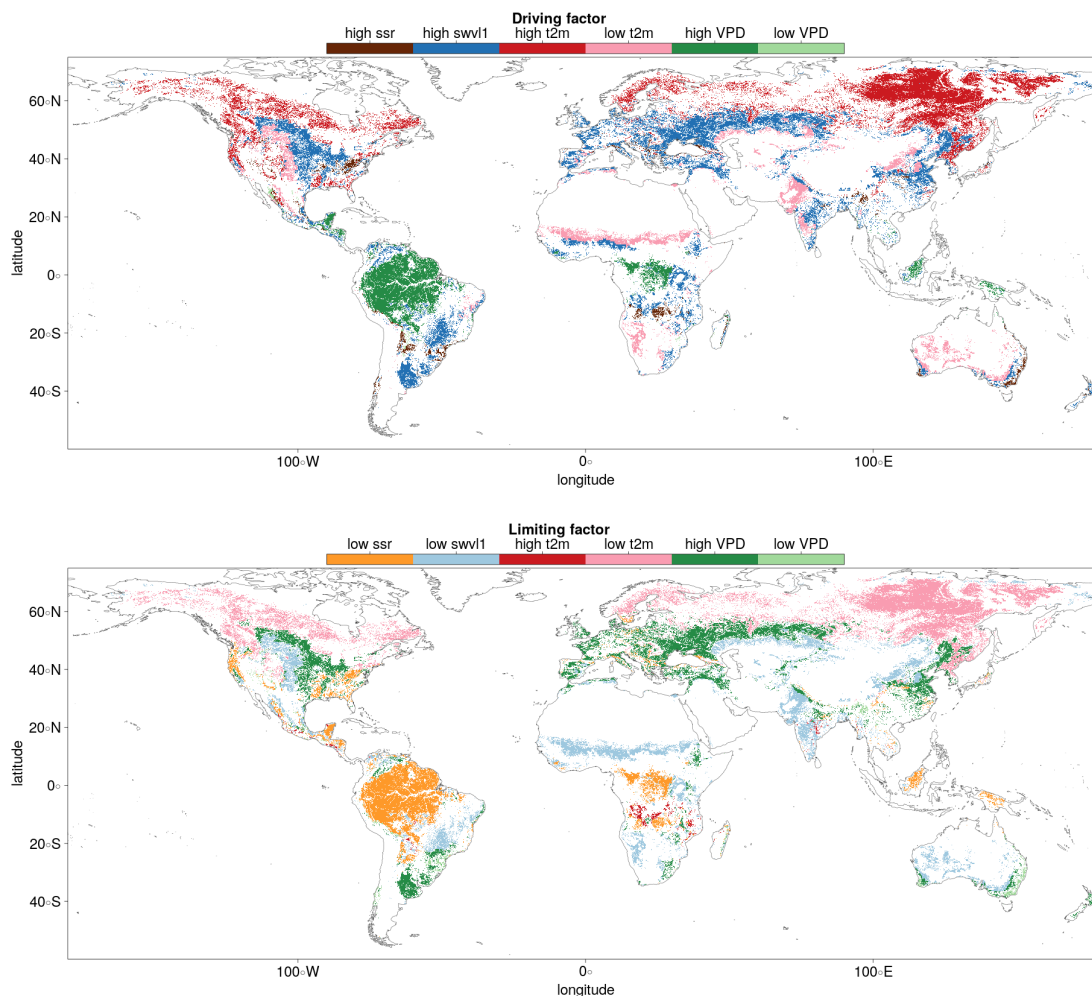 Driving factor
high ssr high swvl1 high t2m low t2m high VPD low VPD
60○N
40○N
20○N
0○
20○S
40○S
latitude
100○W 0○ 100○E
longitude
Limiting factor
low ssr low swvl1 high t2m low t2m high VPD low VPD
60○N
40○N
20○N
0○
20○S
40○S
latitude
100○W 0○ 100○E
longitude